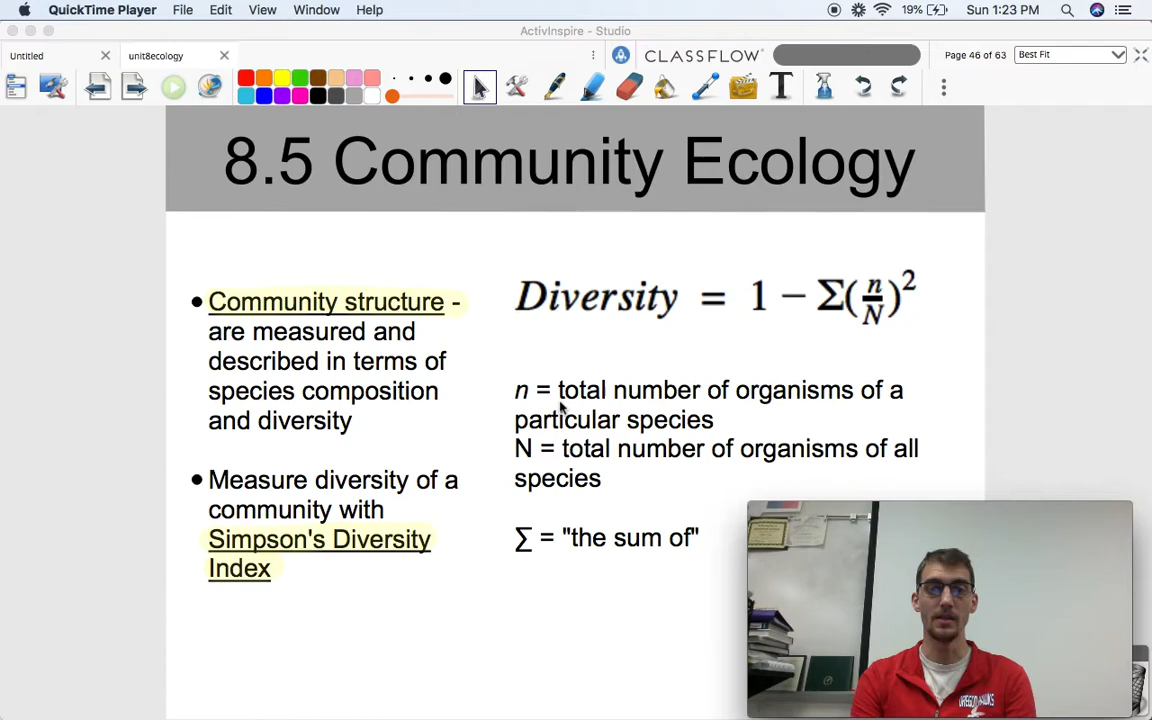 QuickTime Player File Edit View Window Help 19% Sun 1:23 PM
ActivInspire - Studio
Untitled unit8ecology CLASSFLOW Page 46 of 63 Best Fit
8.5 Community Ecology
• Community structure -
are measured and
described in terms of
species composition
and diversity
• Measure diversity of a
community with
Simpson's Diversity
Index
Diversity = 1 − Σ(n/N)²
n = total number of organisms of a
particular species
N = total number of organisms of all
species
∑ = "the sum of"
OREGON HAWKS